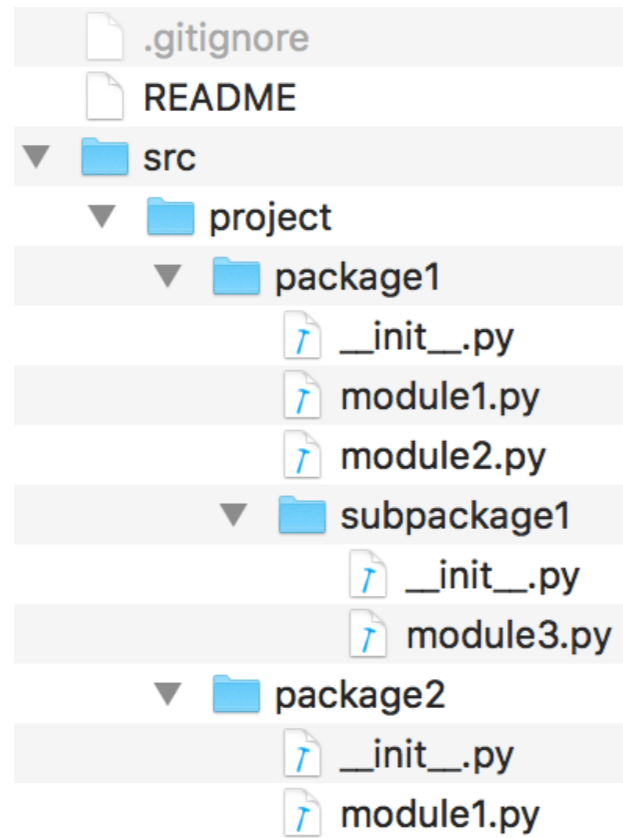 .gitignore
README
src
project
package1
__init__.py
module1.py
module2.py
subpackage1
__init__.py
module3.py
package2
__init__.py
module1.py